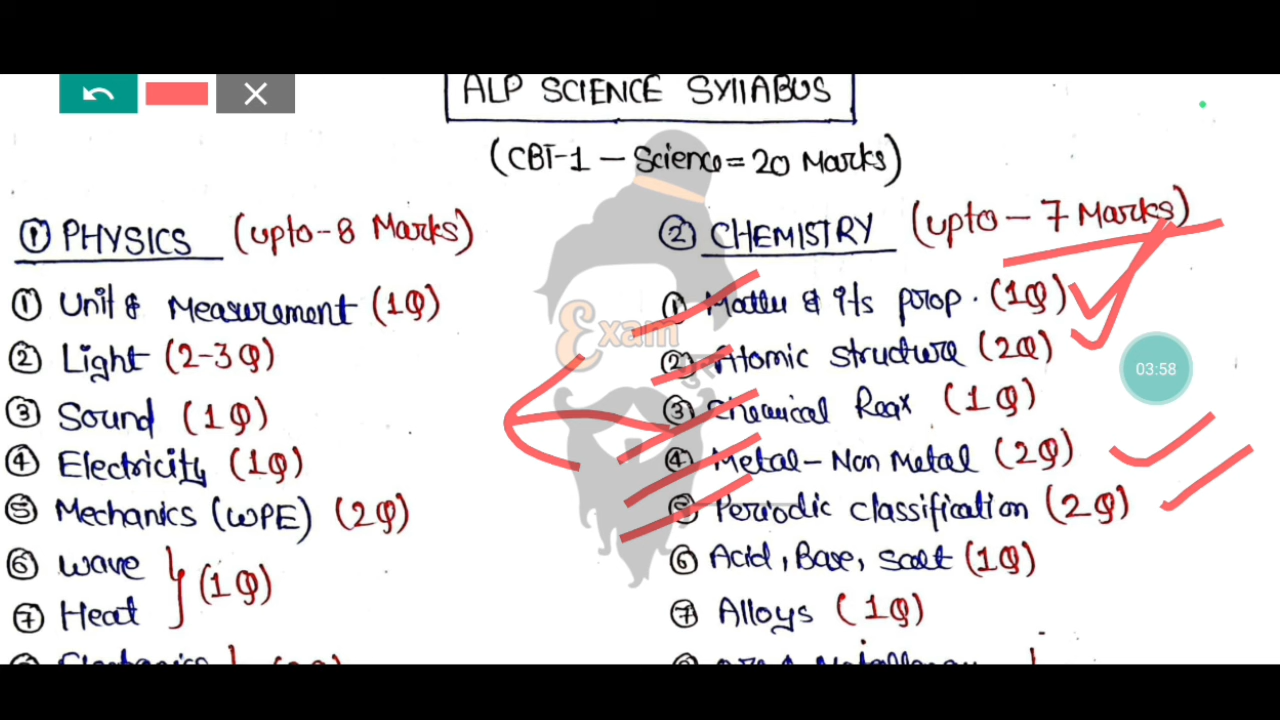 ALP SCIENCE SYllABUS
(CBT-1 – Science = 20 Marks)
① PHYSICS (upto-8 Marks)
① Unit & Measurement (1Q)
② Light (2-3Q)
③ Sound (1Q)
④ Electricity (1Q)
⑤ Mechanics (WPE) (2Q)
⑥ Wave
⑦ Heat
(1Q)
② CHEMISTRY (upto – 7 Marks)
① Matter & its prop. (1Q)
② Atomic structure (2Q)
③ Chemical Reax (1Q)
④ Metal – Non Metal (2Q)
⑤ Periodic classification (2Q)
⑥ Acid, Base, Salt (1Q)
⑦ Alloys (1Q)
Exam
03:58